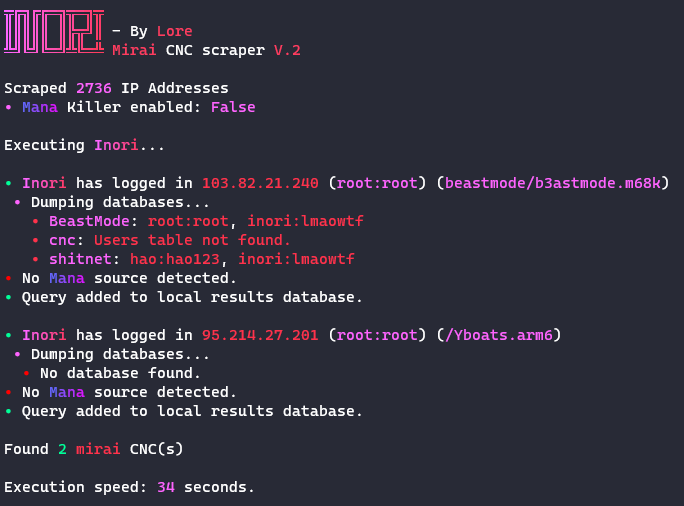 - By Lore
Mirai CNC scraper V.2
Scraped 2736 IP Addresses
• Mana Killer enabled: False
Executing Inori...
• Inori has logged in 103.82.21.240 (root:root) (beastmode/b3astmode.m68k)
• Dumping databases...
• BeastMode: root:root, inori:lmaowtf
• cnc: Users table not found.
• shitnet: hao:hao123, inori:lmaowtf
• No Mana source detected.
• Query added to local results database.
• Inori has logged in 95.214.27.201 (root:root) (/Yboats.arm6)
• Dumping databases...
• No database found.
• No Mana source detected.
• Query added to local results database.
Found 2 mirai CNC(s)
Execution speed: 34 seconds.